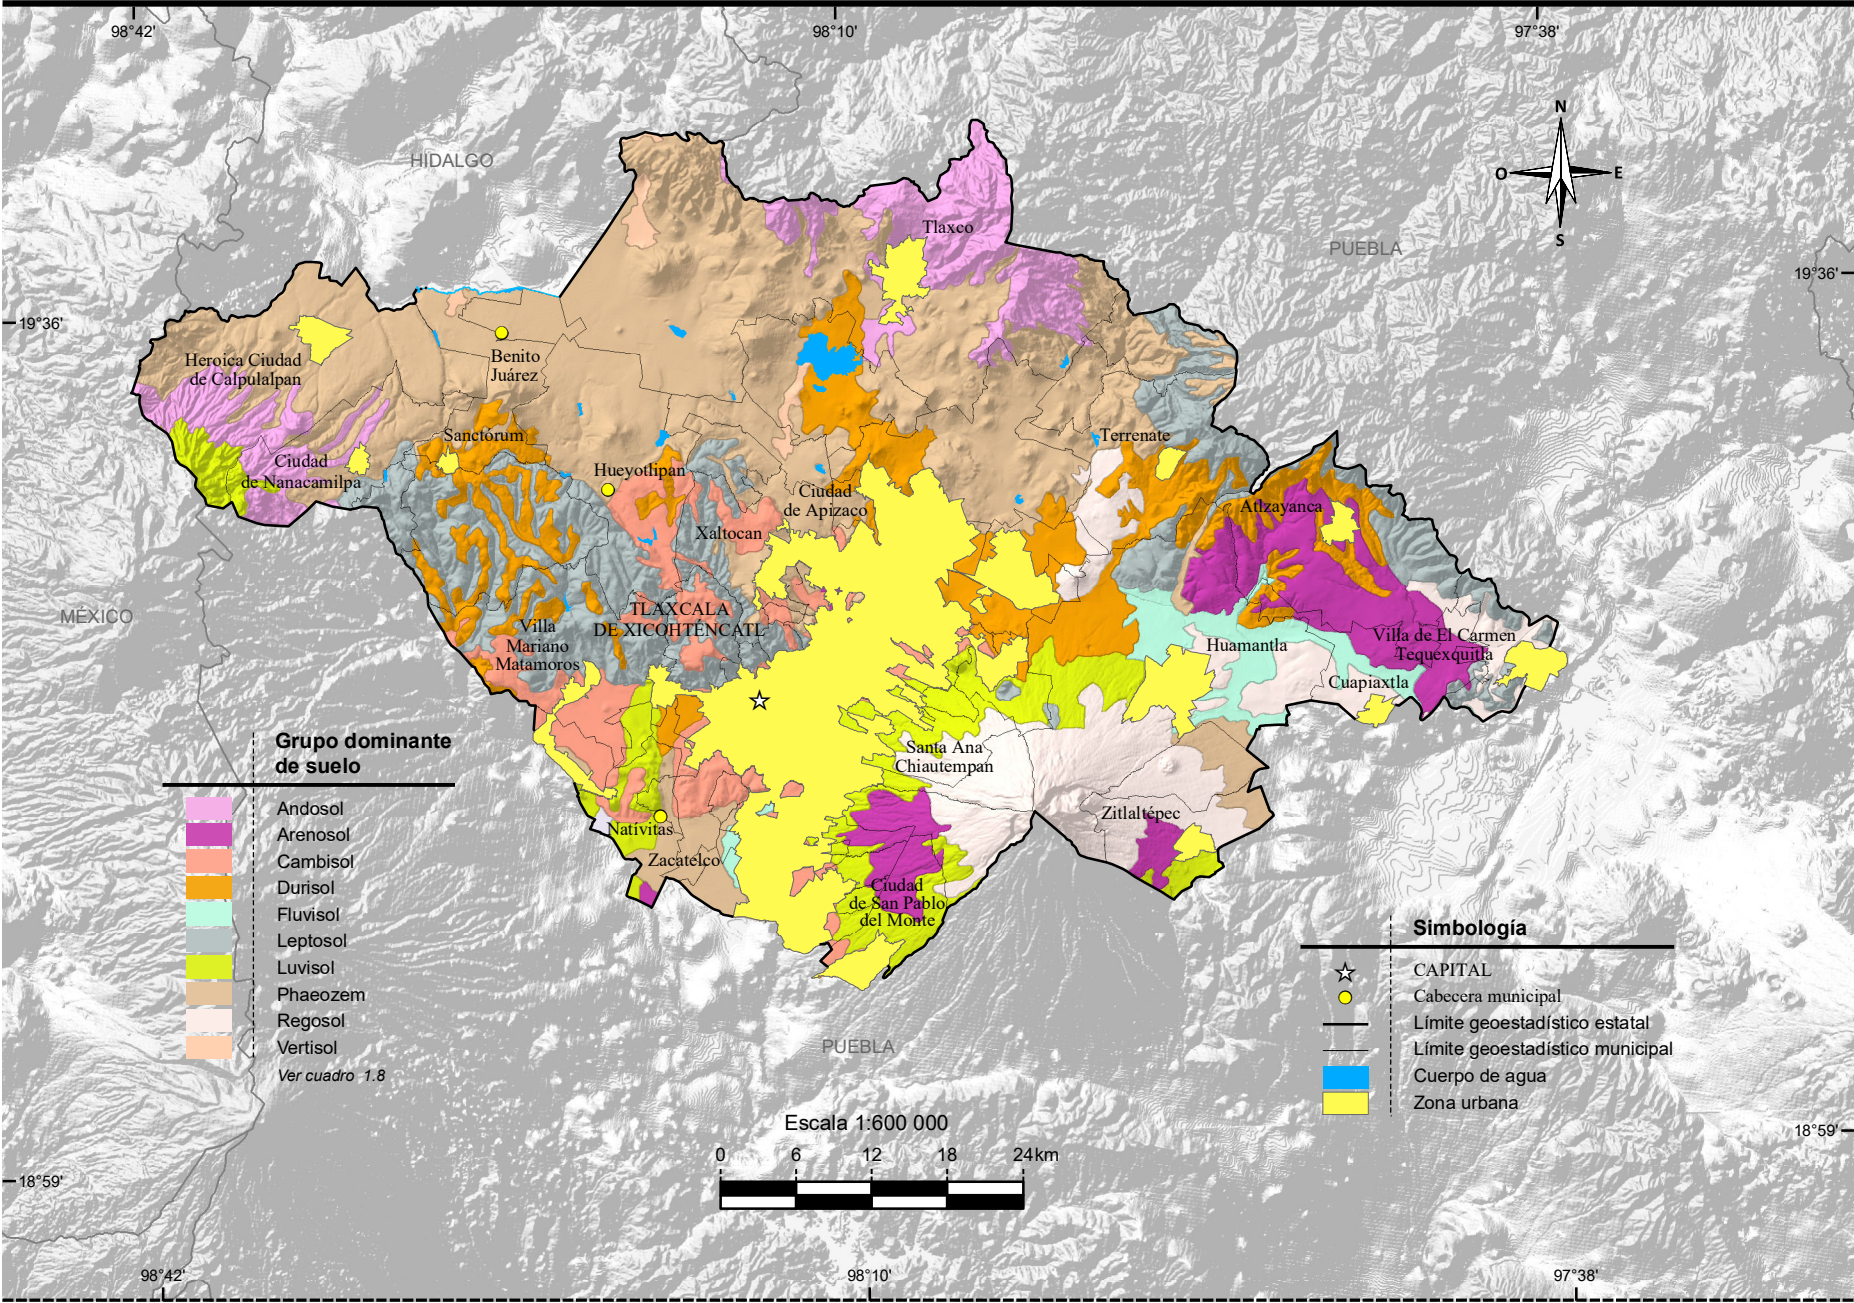 98°42'
98°10'
97°38'
N
O
E
S
HIDALGO
PUEBLA
Tlaxco
19°36'
19°36'
Benito
Juárez
Heroica Ciudad
de Calpulalpan
Sanctórum
Terrenate
Ciudad
de Nanacamilpa
Hueyotlipan
Ciudad
de Apizaco
Atlzayanca
Xaltocan
MÉXICO
TLAXCALA
DE XICOHTÉNCATL
Villa
Mariano
Matamoros
Huamantla
Villa de El Carmen
Tequexquitla
Cuapiaxtla
Santa Ana
Chiautempan
Zitlaltépec
Natívitas
Zacatelco
Ciudad
de San Pablo
del Monte
Grupo dominante
de suelo
Andosol
Arenosol
Cambisol
Durisol
Fluvisol
Leptosol
Luvisol
Phaeozem
Regosol
Vertisol
Ver cuadro 1.8
Simbología
CAPITAL
Cabecera municipal
Límite geoestadístico estatal
Límite geoestadístico municipal
Cuerpo de agua
Zona urbana
PUEBLA
Escala 1:600 000
0 6 12 18 24 km
18°59'
18°59'
98°42'
98°10'
97°38'